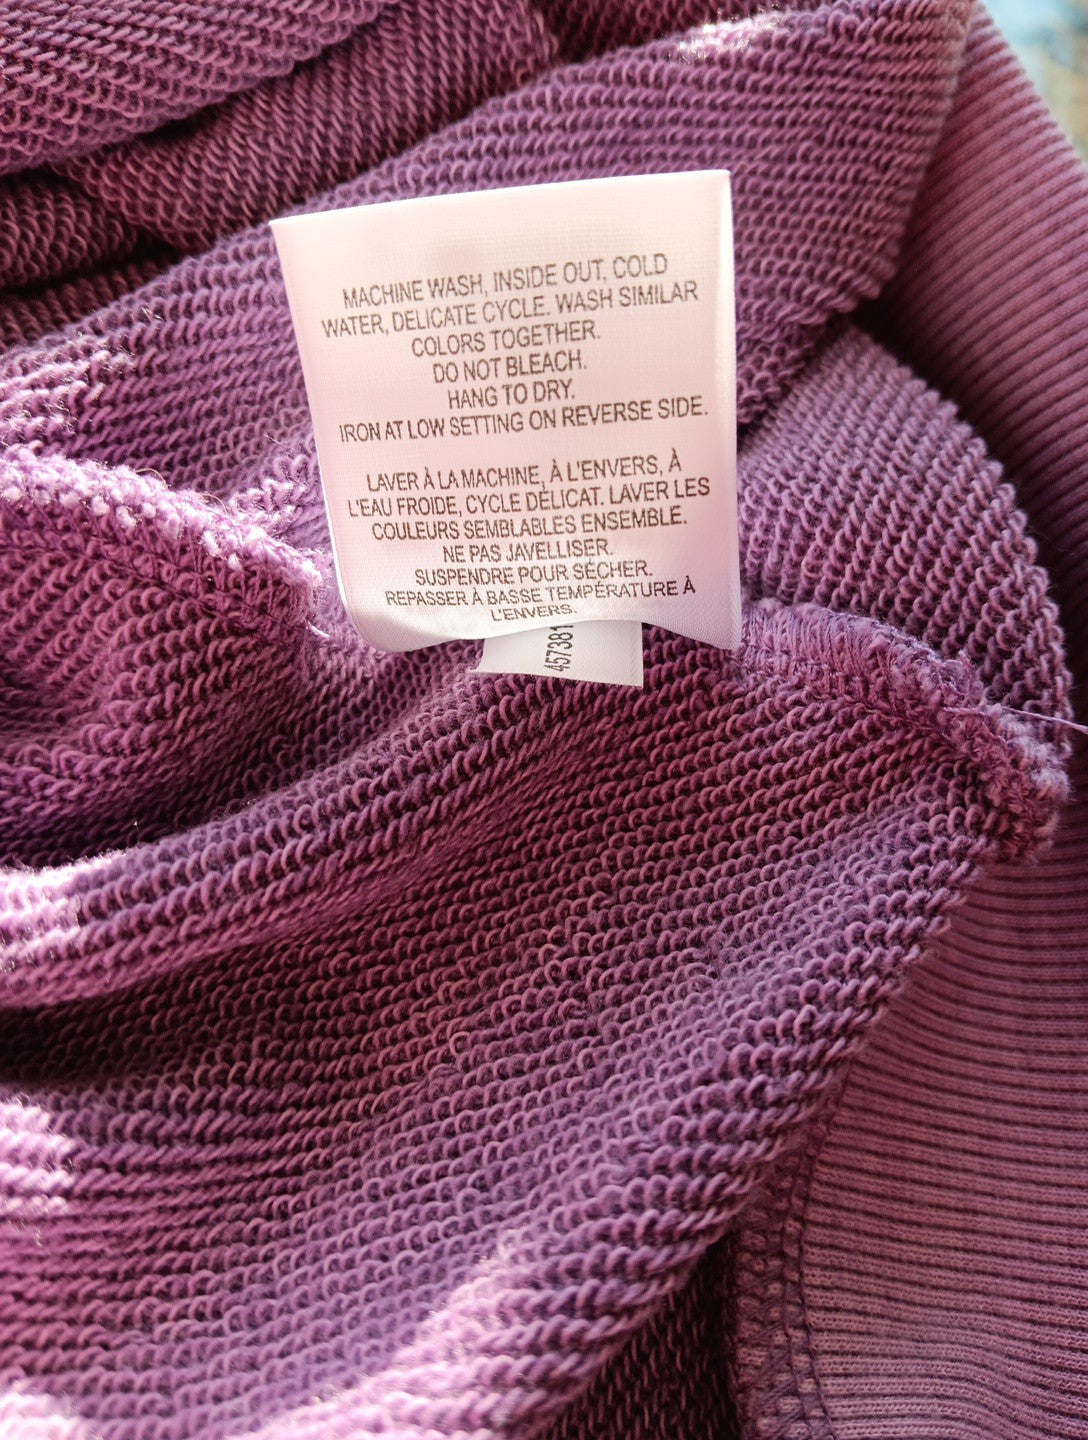 MACHINE WASH, INSIDE OUT, COLD
WATER, DELICATE CYCLE. WASH SIMILAR
COLORS TOGETHER.
DO NOT BLEACH.
HANG TO DRY.
IRON AT LOW SETTING ON REVERSE SIDE.
LAVER À LA MACHINE, À L'ENVERS, À
L'EAU FROIDE, CYCLE DÉLICAT. LAVER LES
COULEURS SEMBLABLES ENSEMBLE.
NE PAS JAVELLISER.
SUSPENDRE POUR SÉCHER.
REPASSER À BASSE TEMPÉRATURE À
L'ENVERS.
457381